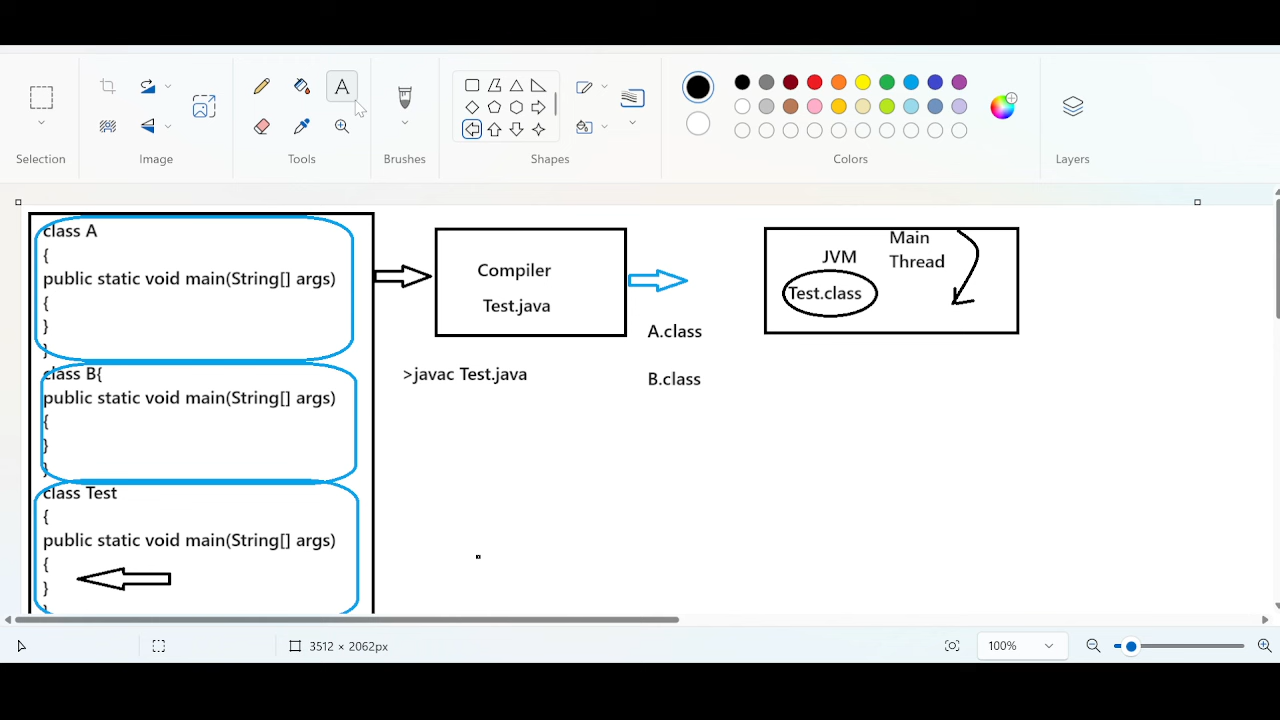 Selection
Image
Tools
Brushes
Shapes
Colors
Layers
class A
{
public static void main(String[] args)
{
}
}
class B{
public static void main(String[] args)
{
}
}
class Test
{
public static void main(String[] args)
{
}
}
Compiler
Test.java
>javac Test.java
A.class
B.class
JVM
Test.class
Main
Thread
3512 × 2062px
100%